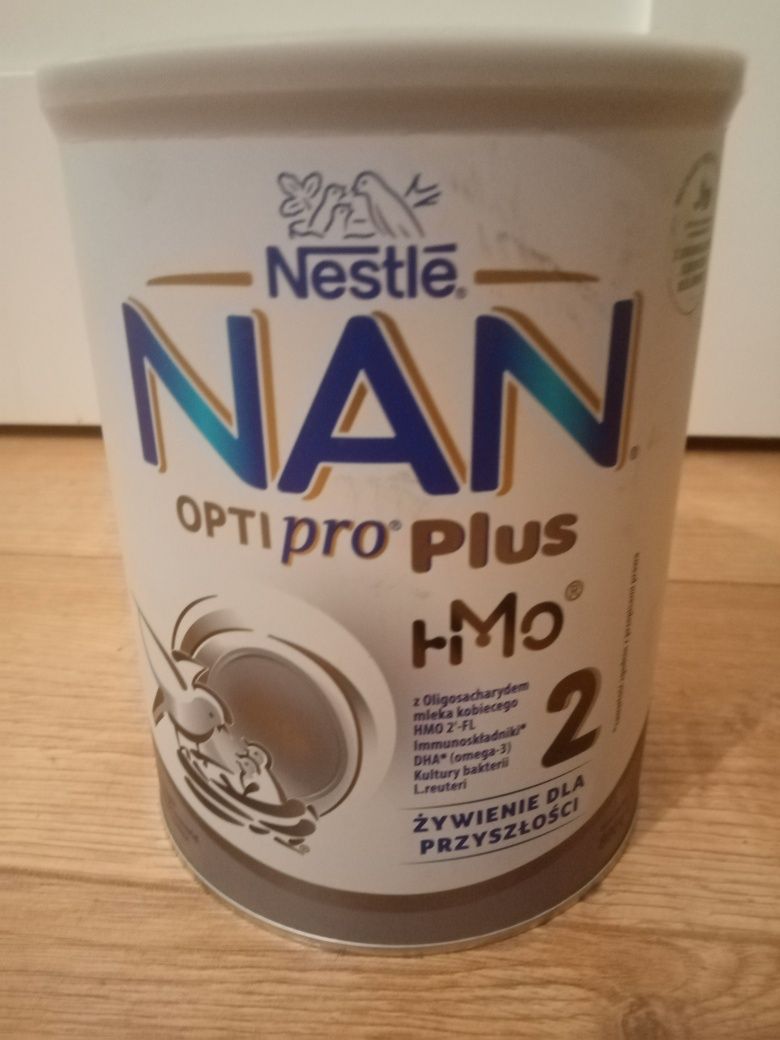 Nestlé®
NAN®
OPTIpro® Plus
HMO®
2
z Oligosacharydem
mleka kobiecego
HMO 2'-FL
Immunoskładniki*
DHA* (omega-3)
Kultury bakterii
L.reuteri
ŻYWIENIE DLA
PRZYSZŁOŚCI